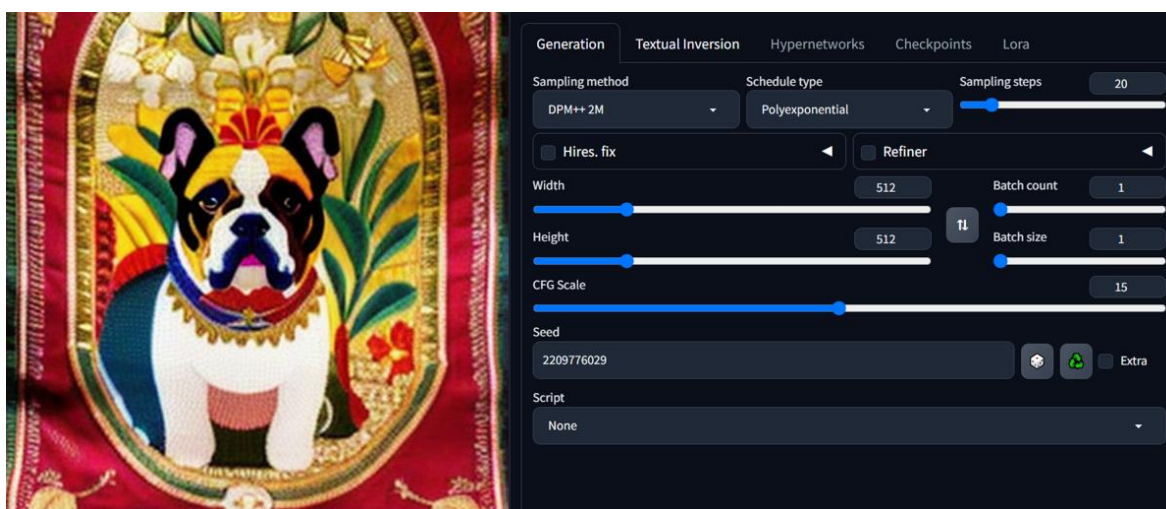 Generation Textual Inversion Hypernetworks Checkpoints Lora
Sampling method Schedule type Sampling steps 20
DPM++ 2M Polyexponential
Hires. fix Refiner
Width 512 Batch count 1
Height 512 Batch size 1
CFG Scale 15
Seed
2209776029 Extra
Script
None